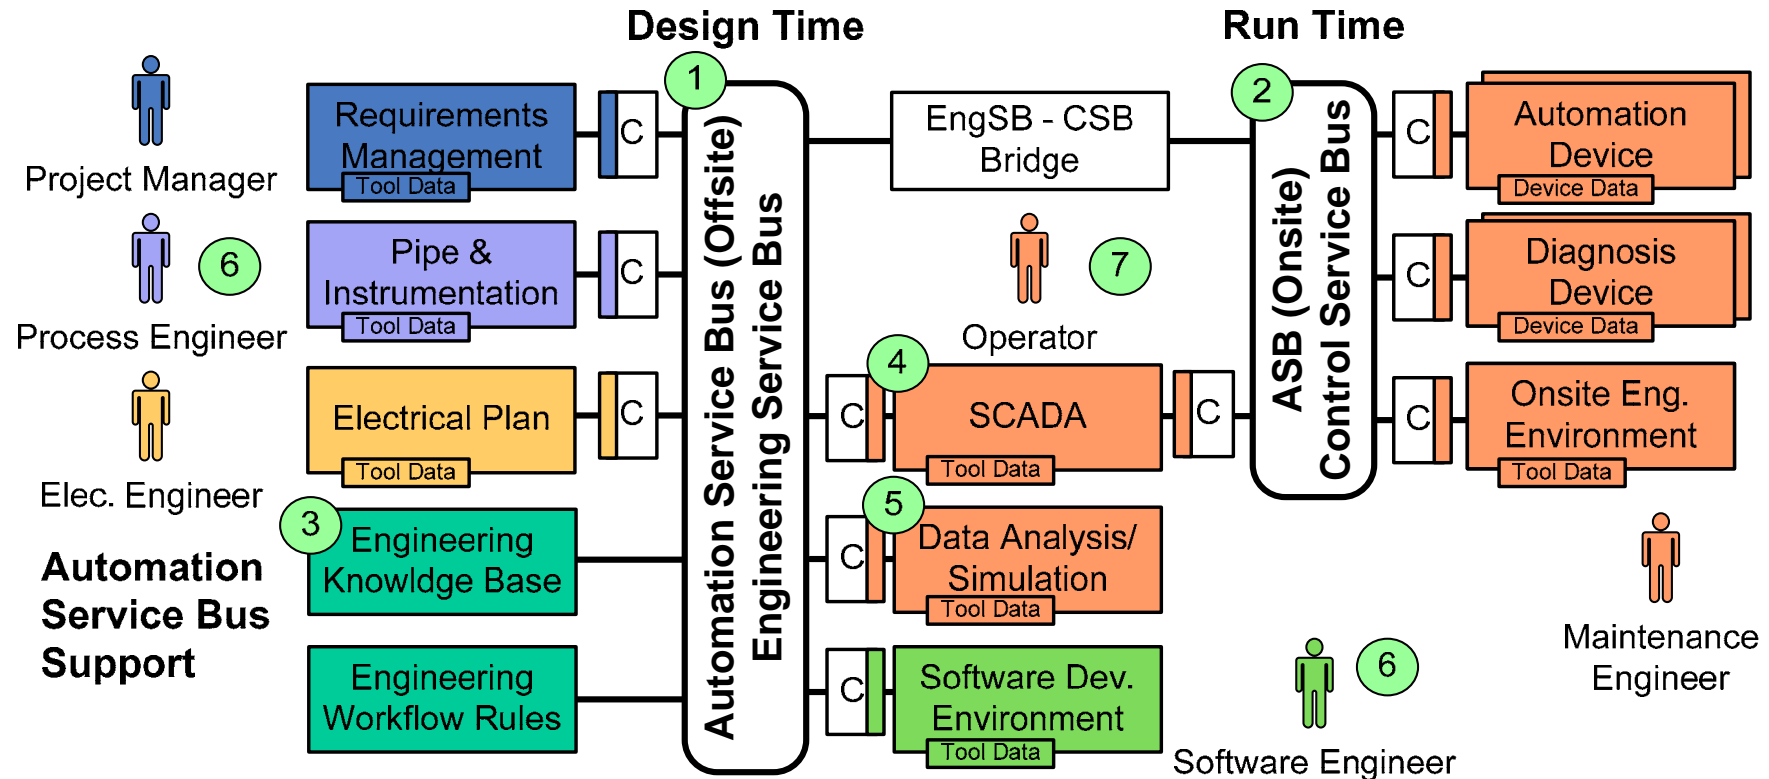 Design Time
Run Time
1
2
Requirements
Management
Tool Data
C
EngSB - CSB
Bridge
C
Automation
Device
Device Data
Project Manager
6
Pipe &
Instrumentation
Tool Data
C
7
C
Diagnosis
Device
Device Data
Process Engineer
Operator
Automation Service Bus (Offsite)
Engineering Service Bus
ASB (Onsite)
Control Service Bus
4
Electrical Plan
Tool Data
C
C
SCADA
Tool Data
C
C
Onsite Eng.
Environment
Tool Data
Elec. Engineer
3
Engineering
Knowldge Base
5
C
Data Analysis/
Simulation
Tool Data
Automation
Service Bus
Support
Maintenance
Engineer
Engineering
Workflow Rules
C
Software Dev.
Environment
Tool Data
6
Software Engineer